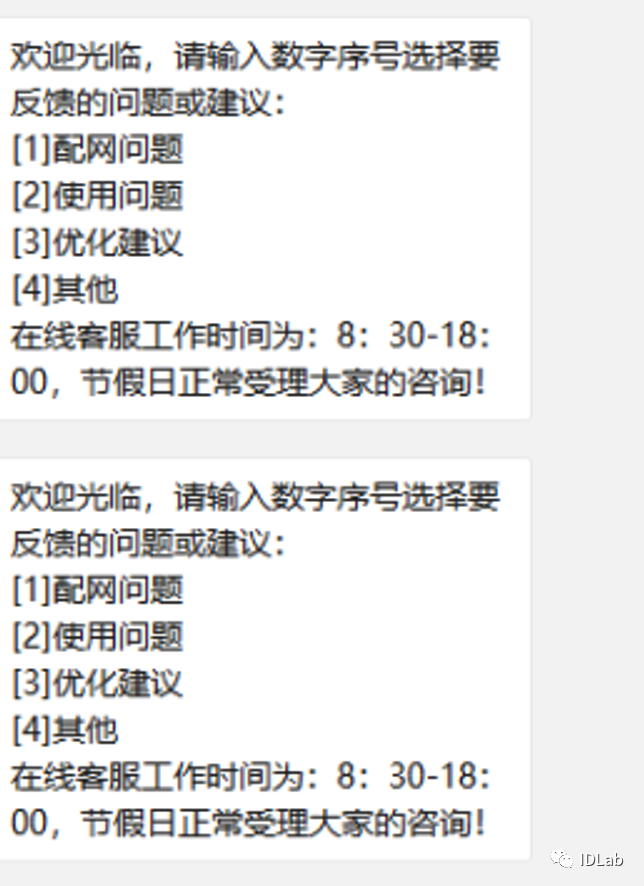 欢迎光临，请输入数字序号选择要
反馈的问题或建议：
[1]配网问题
[2]使用问题
[3]优化建议
[4]其他
在线客服工作时间为：8：30-18：
00，节假日正常受理大家的咨询！
欢迎光临，请输入数字序号选择要
反馈的问题或建议：
[1]配网问题
[2]使用问题
[3]优化建议
[4]其他
在线客服工作时间为：8：30-18：
00，节假日正常受理大家的咨询！
IDLab